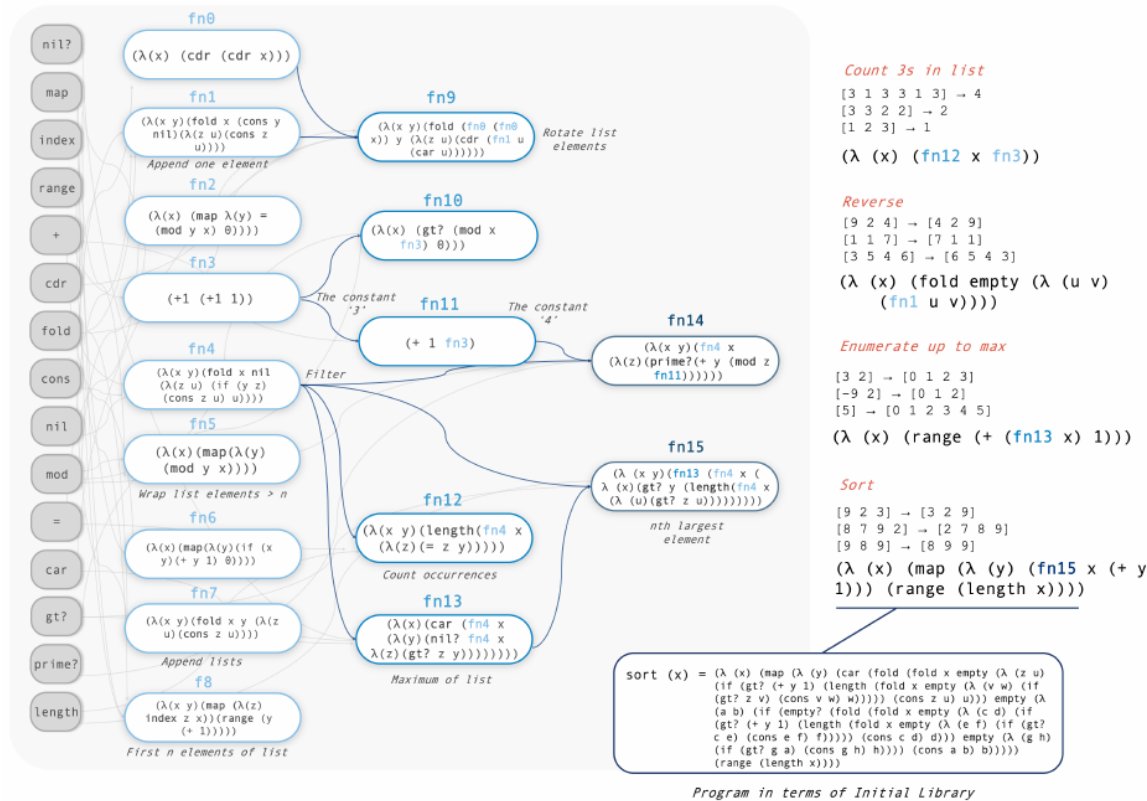 nil?
map
index
range
+
cdr
fold
cons
nil
mod
=
car
gt?
prime?
length
fn0
(λ(x) (cdr (cdr x)))
fn1
(λ(x y)(fold x (cons y
nil)(λ(z u)(cons z
u))))
Append one element
fn2
(λ(x) (map λ(y) =
(mod y x) 0))))
fn3
(+1 (+1 1))
fn4
(λ(x y)(fold x nil
(λ(z u) (if (y z)
(cons z u) u))))
fn5
(λ(x)(map(λ(y)
(mod y x))))
Wrap list elements > n
fn6
(λ(x)(map(λ(y)(if (x
y)(+ y 1) 0))))
fn7
(λ(x y)(fold x y (λ(z
u)(cons z u))))
Append lists
f8
(λ(x y)(map (λ(z)
index z x))(range (y
(+ 1)))))
First n elements of list
fn9
(λ(x y)(fold (fn0 (fn0
x)) y (λ(z u)(cdr (fn1 u
(car u))))))
Rotate list
elements
fn10
(λ(x) (gt? (mod x
fn3) 0)))
The constant
'3'
fn11
(+ 1 fn3)
The constant
'4'
Filter
fn12
(λ(x y)(length(fn4 x
(λ(z)(= z y)))))
Count occurrences
fn13
(λ(x)(car (fn4 x
(λ(y)(nil? fn4 x
λ(z)(gt? z y))))))))
Maximum of list
fn14
(λ(x y)(fn4 x
(λ(z)(prime?(+ y (mod z
fn11))))))
fn15
(λ (x y)(fn13 (fn4 x (
λ (x)(gt? y (length(fn4 x
(λ (u)(gt? z u)))))))))
nth largest
element
Count 3s in list
[3 1 3 3 1 3] → 4
[3 3 2 2] → 2
[1 2 3] → 1
(λ (x) (fn12 x fn3))
Reverse
[9 2 4] → [4 2 9]
[1 1 7] → [7 1 1]
[3 5 4 6] → [6 5 4 3]
(λ (x) (fold empty (λ (u v)
(fn1 u v))))
Enumerate up to max
[3 2] → [0 1 2 3]
[-9 2] → [0 1 2]
[5] → [0 1 2 3 4 5]
(λ (x) (range (+ (fn13 x) 1)))
Sort
[9 2 3] → [3 2 9]
[8 7 9 2] → [2 7 8 9]
[9 8 9] → [8 9 9]
(λ (x) (map (λ (y) (fn15 x (+ y
1))) (range (length x))))
sort (x) = (λ (x) (map (λ (y) (car (fold (fold x empty (λ (z u)
(if (gt? (+ y 1) (length (fold x empty (λ (v w) (if
(gt? z v) (cons v w) w))))) (cons z u) u))) empty (λ
(a b) (if (empty? (fold (fold x empty (λ (c d) (if
(gt? (+ y 1) (length (fold x empty (λ (e f) (if (gt?
c e) (cons e f) f))))) (cons c d) d))) empty (λ (g h)
(if (gt? g a) (cons g h) h)))) (cons a b) b)))))
(range (length x))))
Program in terms of Initial Library